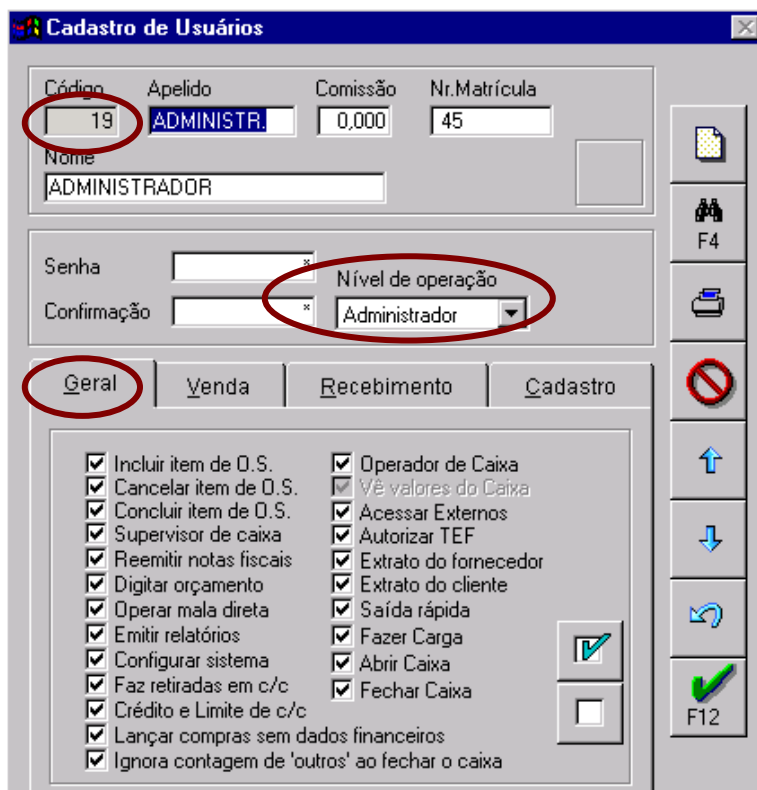 Cadastro de Usuários
Código Apelido Comissão Nr.Matrícula
19 ADMINISTR. 0,000 45
Nome
ADMINISTRADOR
F4
Senha *
Nível de operação
Confirmação * Administrador
Geral Venda Recebimento Cadastro
Incluir item de O.S. Operador de Caixa
Cancelar item de O.S. Vê valores do Caixa
Concluir item de O.S. Acessar Externos
Supervisor de caixa Autorizar TEF
Reemitir notas fiscais Extrato do fornecedor
Digitar orçamento Extrato do cliente
Operar mala direta Saída rápida
Emitir relatórios Fazer Carga
Configurar sistema Abrir Caixa
Faz retiradas em c/c Fechar Caixa
Crédito e Limite de c/c
Lançar compras sem dados financeiros
Ignora contagem de 'outros' ao fechar o caixa
F12